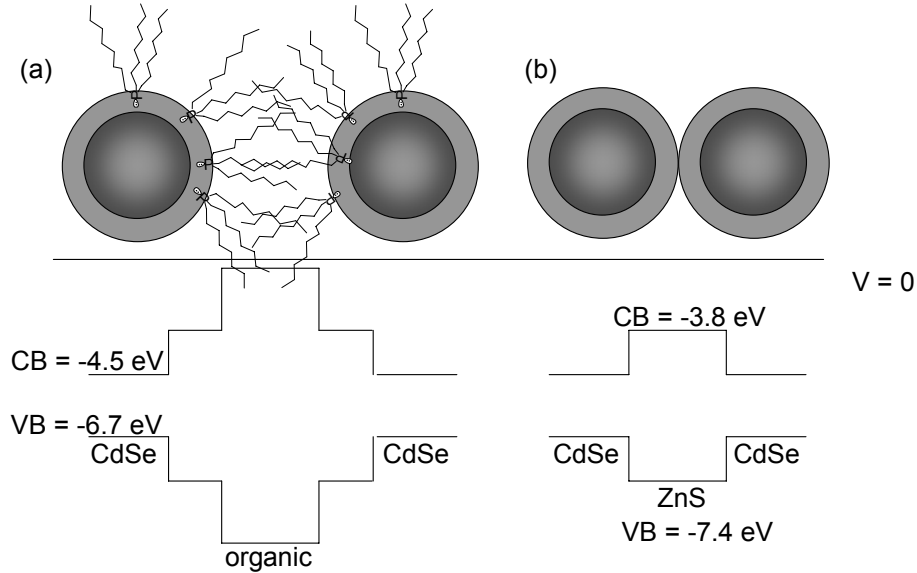 (a)
(b)
V = 0
CB = -3.8 eV
CB = -4.5 eV
VB = -6.7 eV
CdSe
CdSe
CdSe
CdSe
ZnS
VB = -7.4 eV
organic